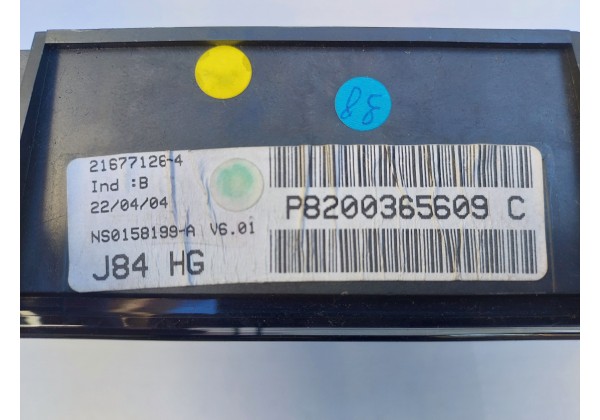 88
21677126-4
Ind :B
22/04/04
NS0158199-A V6.01
J84 HG
P8200365609 C